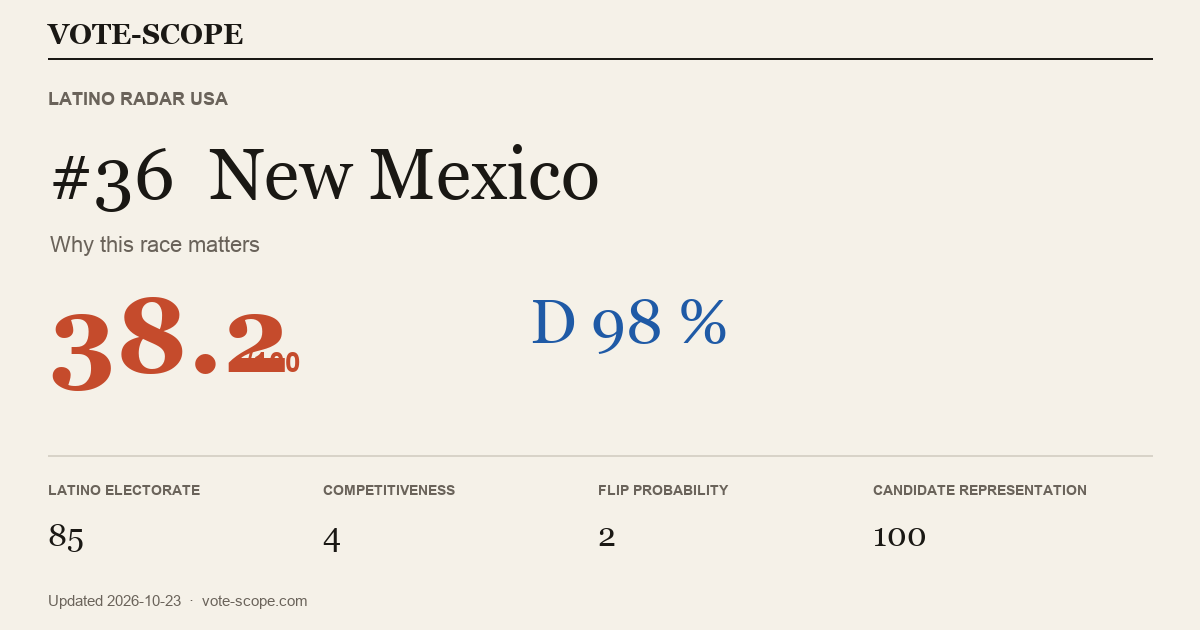 VOTE-SCOPE
LATINO RADAR USA
#36 New Mexico
Why this race matters
38.2
/100
D 98 %
LATINO ELECTORATE COMPETITIVENESS FLIP PROBABILITY CANDIDATE REPRESENTATION
85 4 2 100
Updated 2026-10-23 · vote-scope.com